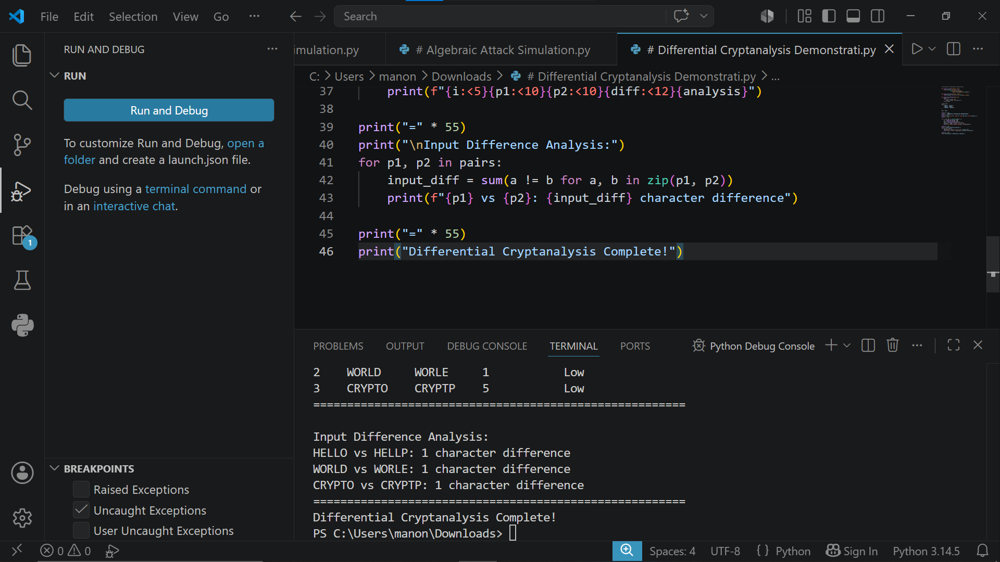 File Edit Selection View Go ··· Search
RUN AND DEBUG ···
imulation.py # Algebraic Attack Simulation.py # Differential Cryptanalysis Demonstrati.py ···
RUN
Run and Debug
To customize Run and Debug, open a
folder and create a launch.json file.
Debug using a terminal command or
in an interactive chat.
1
BREAKPOINTS
Raised Exceptions
Uncaught Exceptions
User Uncaught Exceptions
C: > Users > manon > Downloads > # Differential Cryptanalysis Demonstrati.py > ...
37 print(f"{i:<5}{p1:<10}{p2:<10}{diff:<12}{analysis}")
38
39 print("=" * 55)
40 print("\nInput Difference Analysis:")
41 for p1, p2 in pairs:
42 input_diff = sum(a != b for a, b in zip(p1, p2))
43 print(f"{p1} vs {p2}: {input_diff} character difference")
44
45 print("=" * 55)
46 print("Differential Cryptanalysis Complete!")
PROBLEMS OUTPUT DEBUG CONSOLE TERMINAL PORTS Python Debug Console ···
2 WORLD WORLE 1 Low
3 CRYPTO CRYPTP 5 Low
=======================================================
Input Difference Analysis:
HELLO vs HELLP: 1 character difference
WORLD vs WORLE: 1 character difference
CRYPTO vs CRYPTP: 1 character difference
=======================================================
Differential Cryptanalysis Complete!
PS C:\Users\manon\Downloads>
0 0 Spaces: 4 UTF-8 {} Python Sign In Python 3.14.5